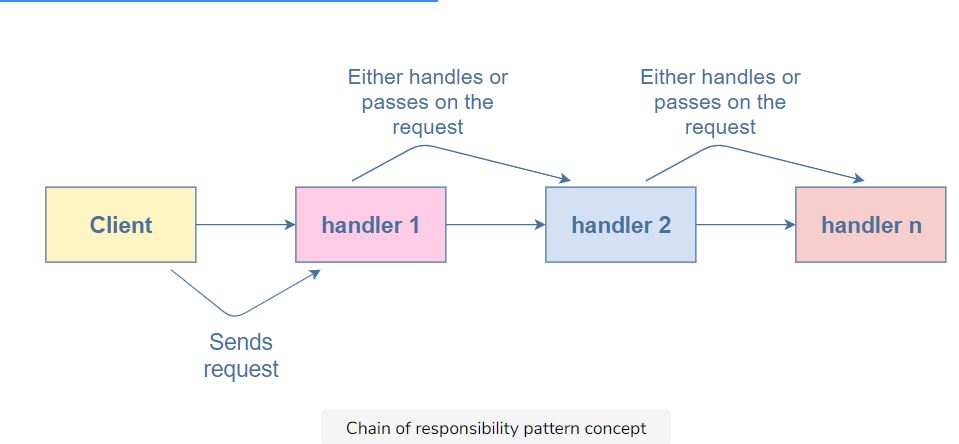 Either handles or
passes on the
request
Either handles or
passes on the
request
Client
handler 1
handler 2
handler n
Sends
request
Chain of responsibility pattern concept